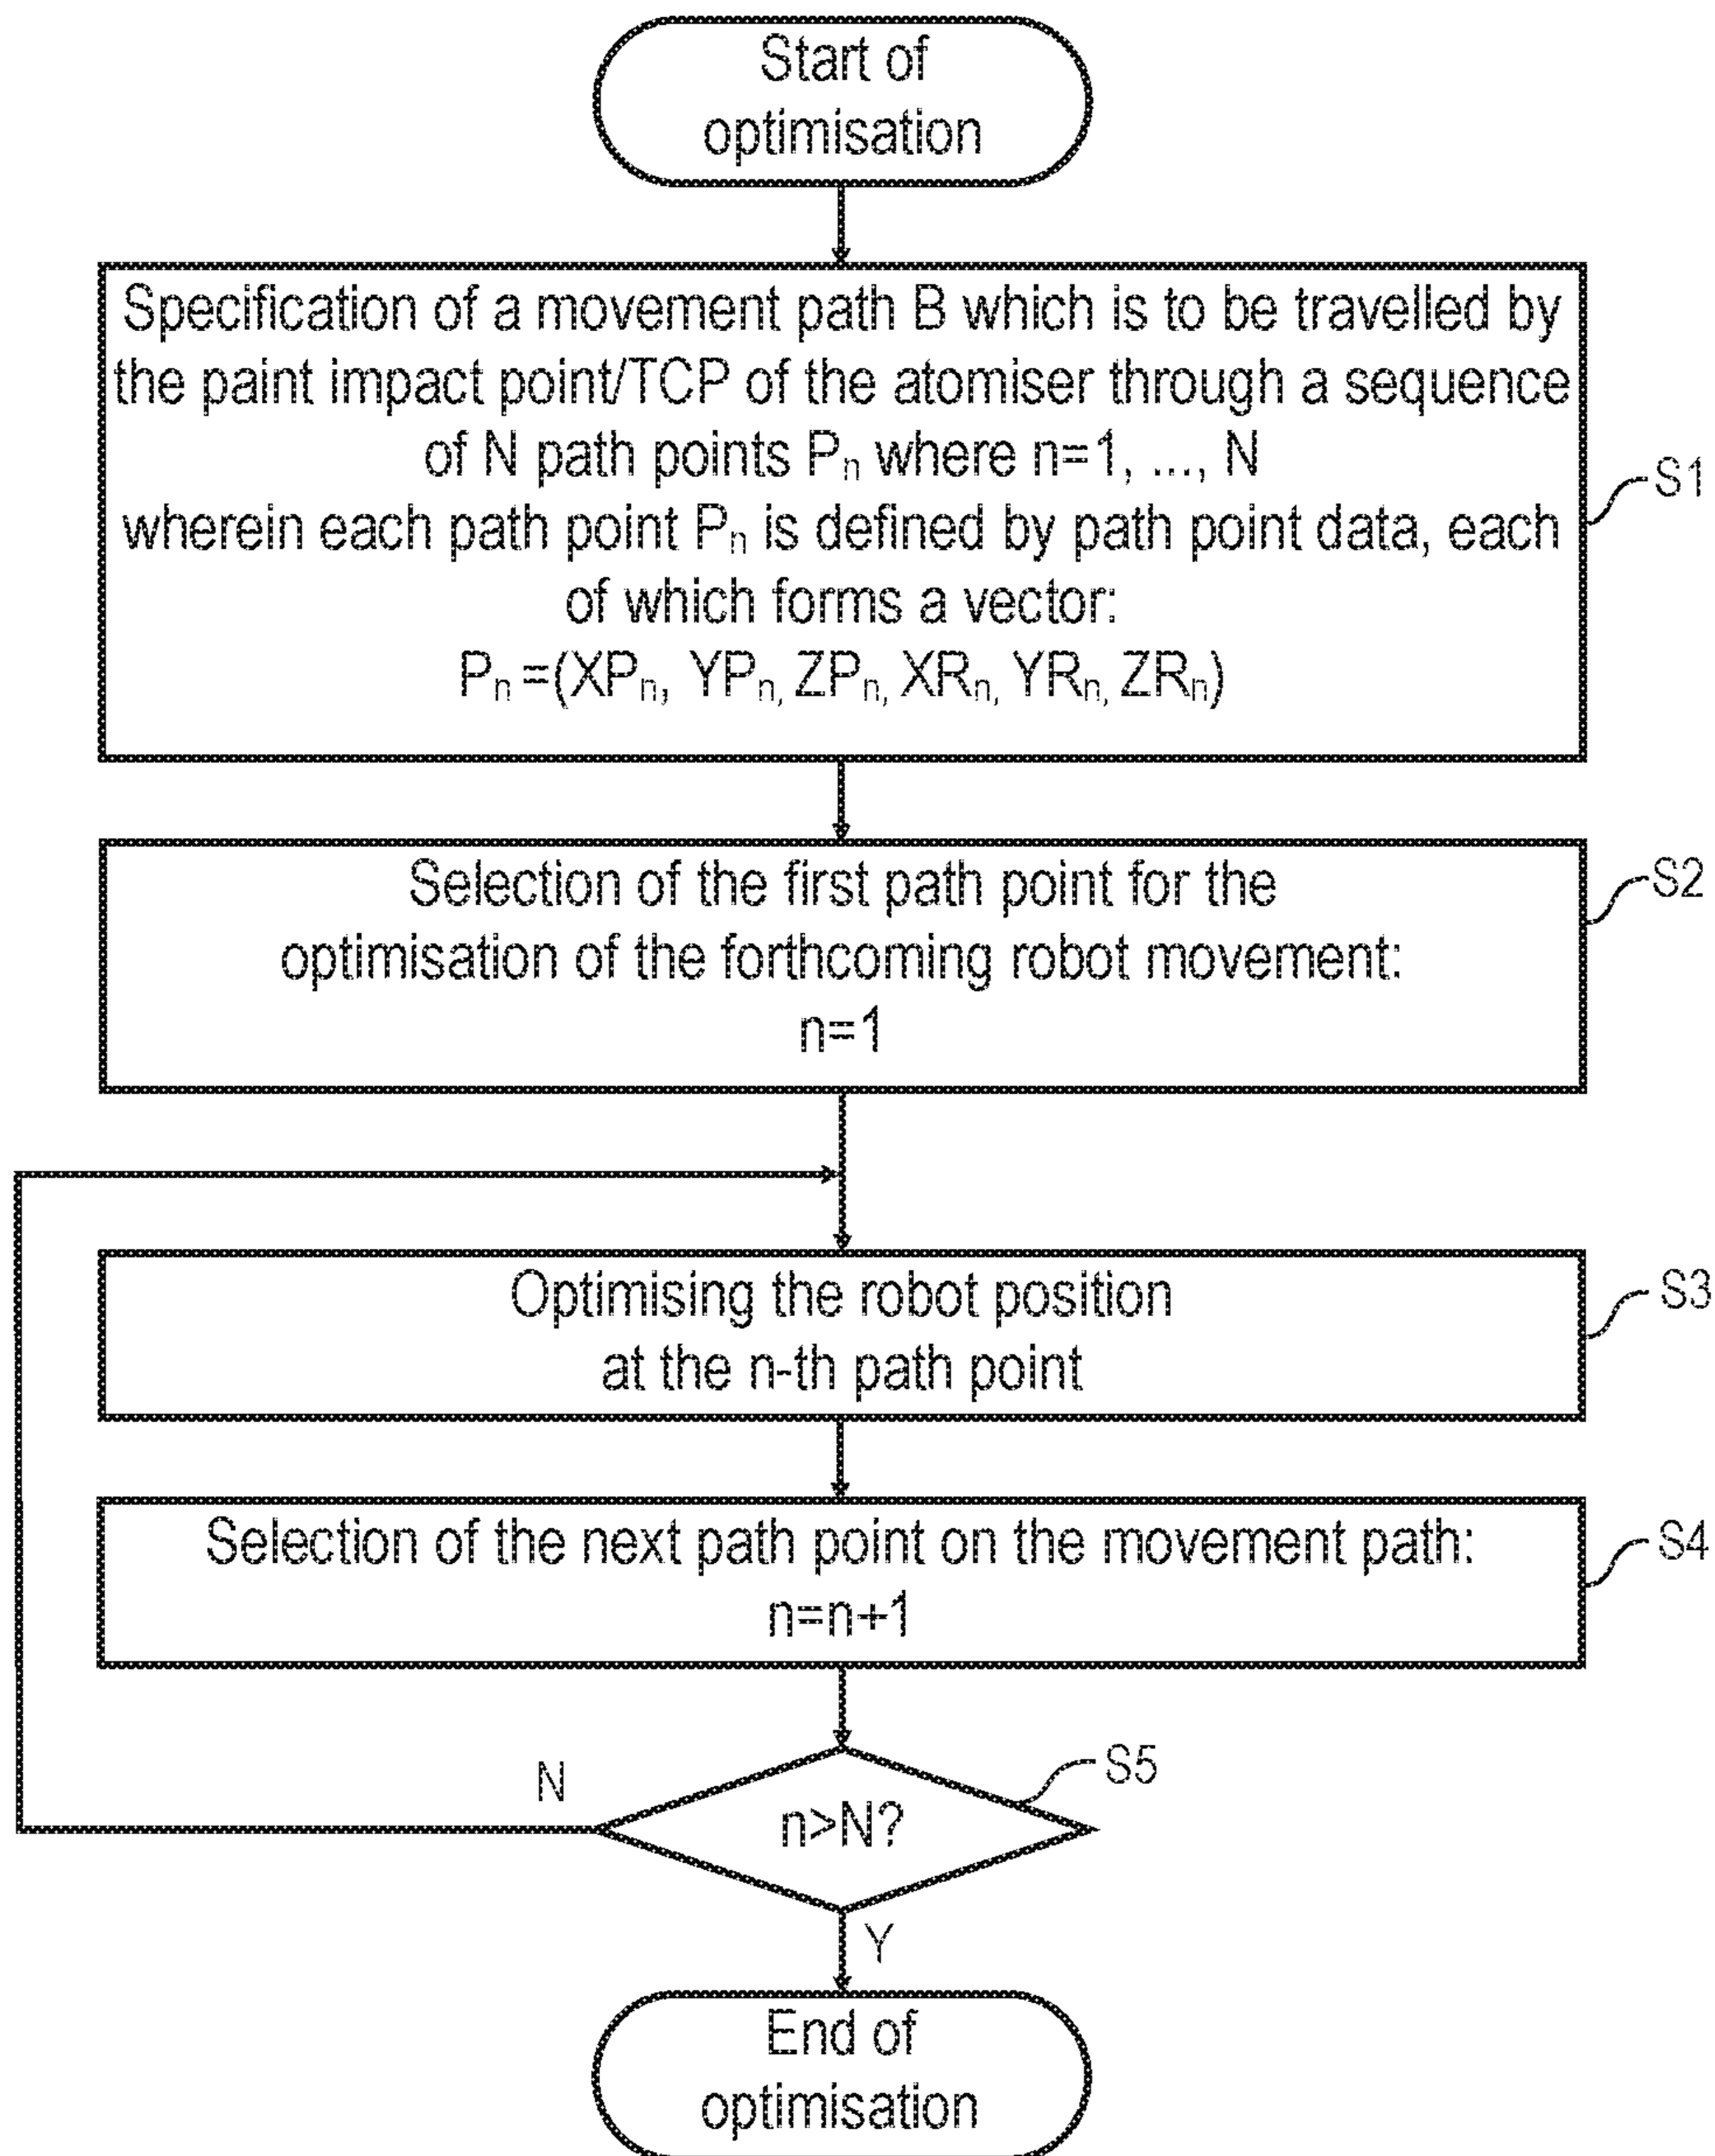 Start of
optimisation
Specification of a movement path B which is to be travelled by
the paint impact point/TCP of the atomiser through a sequence
of N path points Pn where n=1, ..., N
wherein each path point Pn is defined by path point data, each
of which forms a vector:
Pn =(XPn, YPn, ZPn, XRn, YRn, ZRn)
S1
Selection of the first path point for the
optimisation of the forthcoming robot movement:
n=1
S2
Optimising the robot position
at the n-th path point
S3
Selection of the next path point on the movement path:
n=n+1
S4
n>N?
S5
N
Y
End of
optimisation